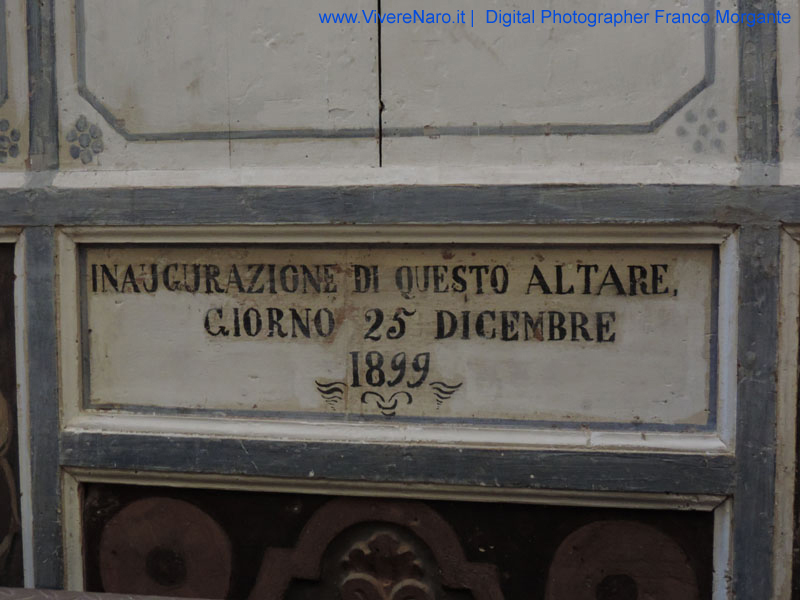 www.VivereNaro.it | Digital Photographer Franco Morgante
INAUGURAZIONE DI QUESTO ALTARE,
GIORNO 25 DICEMBRE
1899